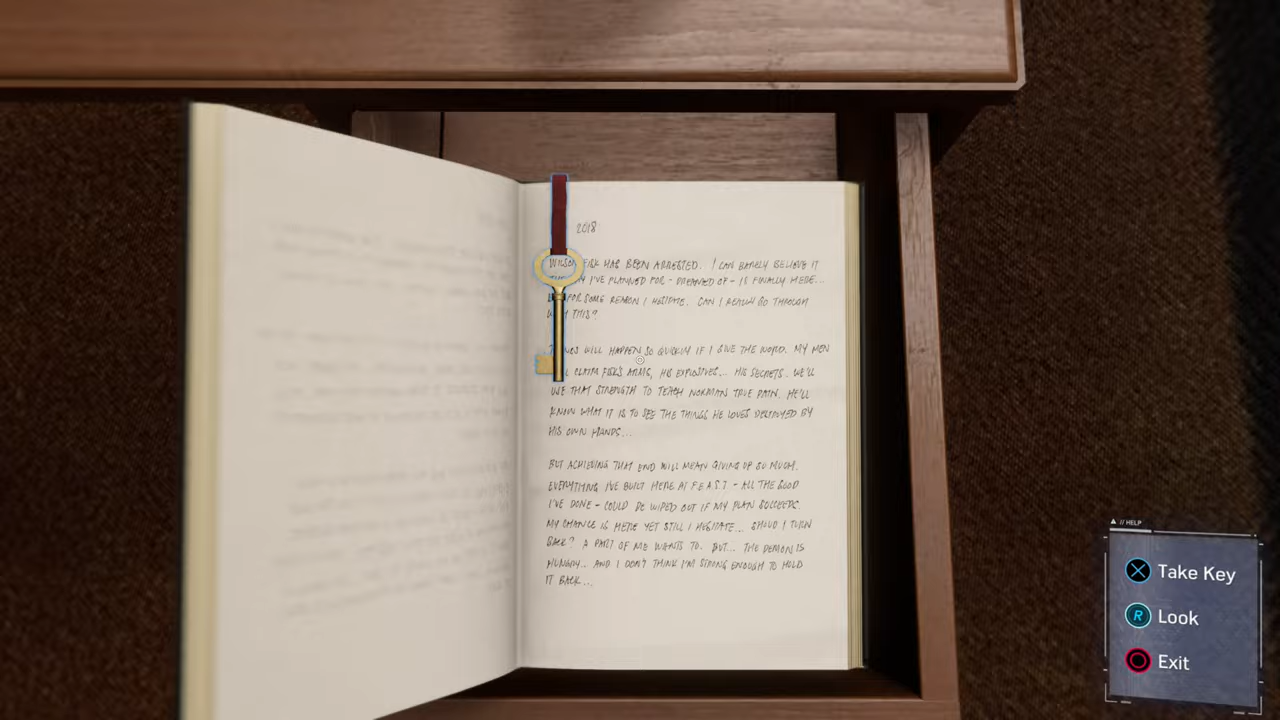 2018
WILSON FISK HAS BEEN ARRESTED. I CAN BARELY BELIEVE IT
I'VE PLANNED FOR - DREAMED OF - IS FINALLY HERE...
FOR SOME REASON I HESITATE. CAN I REALLY GO THROUGH
THIS?
THINGS WILL HAPPEN SO QUICKLY IF I GIVE THE WORD. MY MEN
CLAIM FISK'S ARMS, HIS EXPLOSIVES... HIS SECRETS. WE'LL
USE THAT STRENGTH TO TEACH NORMAN TRUE PAIN. HE'LL
KNOW WHAT IT IS TO SEE THE THINGS HE LOVES DESTROYED BY
HIS OWN HANDS...
BUT ACHIEVING THAT END WILL MEAN GIVING UP SO MUCH.
EVERYTHING I'VE BUILT HERE AT F.E.A.S.T - ALL THE GOOD
I'VE DONE - COULD BE WIPED OUT IF MY PLAN SUCCEEDS.
MY CHANCE IS HERE YET STILL I HESITATE... SHOULD I TURN
BACK? A PART OF ME WANTS TO. BUT... THE DEMON IS
HUNGRY... AND I DON'T THINK I'M STRONG ENOUGH TO HOLD
IT BACK...
// HELP
Take Key
R Look
Exit